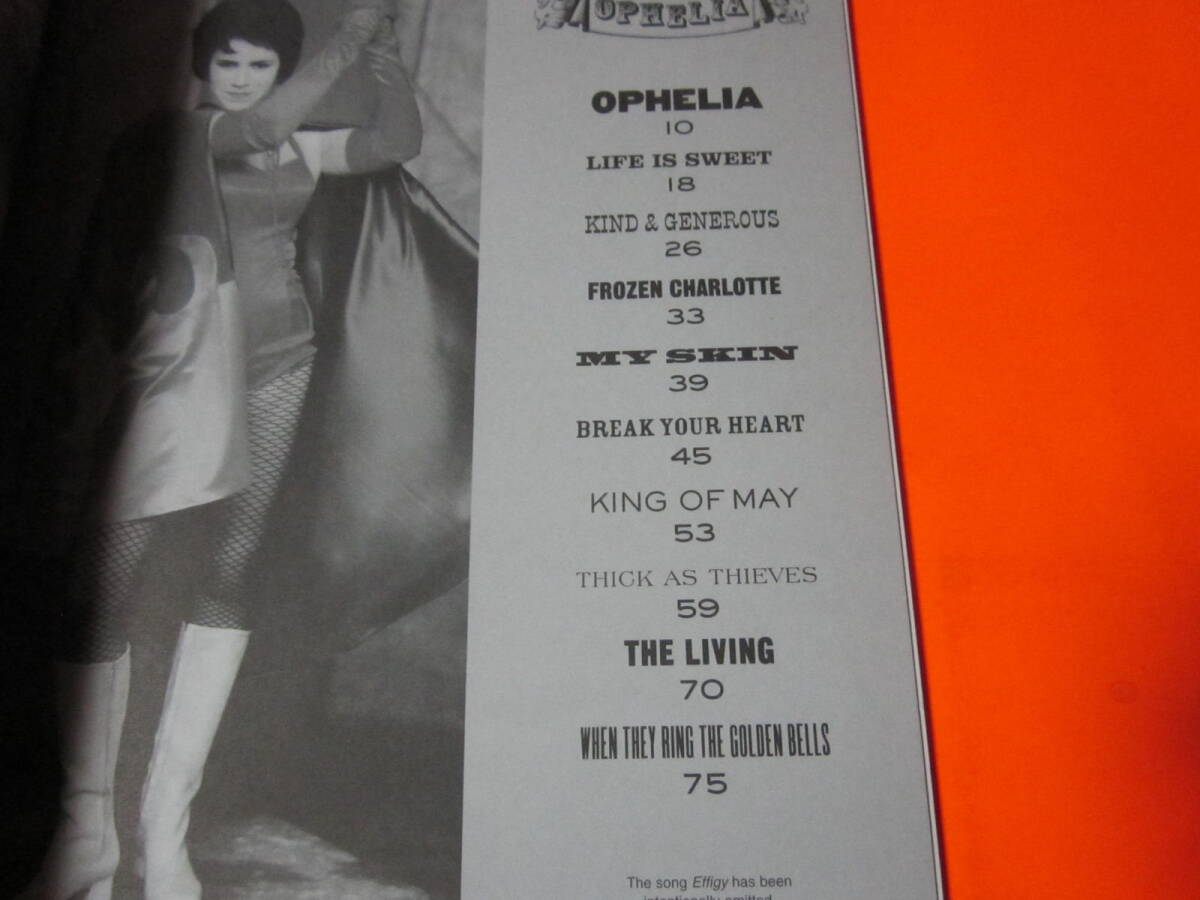 OPHELIA
OPHELIA
10
LIFE IS SWEET
18
KIND & GENEROUS
26
FROZEN CHARLOTTE
33
MY SKIN
39
BREAK YOUR HEART
45
KING OF MAY
53
THICK AS THIEVES
59
THE LIVING
70
WHEN THEY RING THE GOLDEN BELLS
75
The song Effigy has been
intentionally omitted